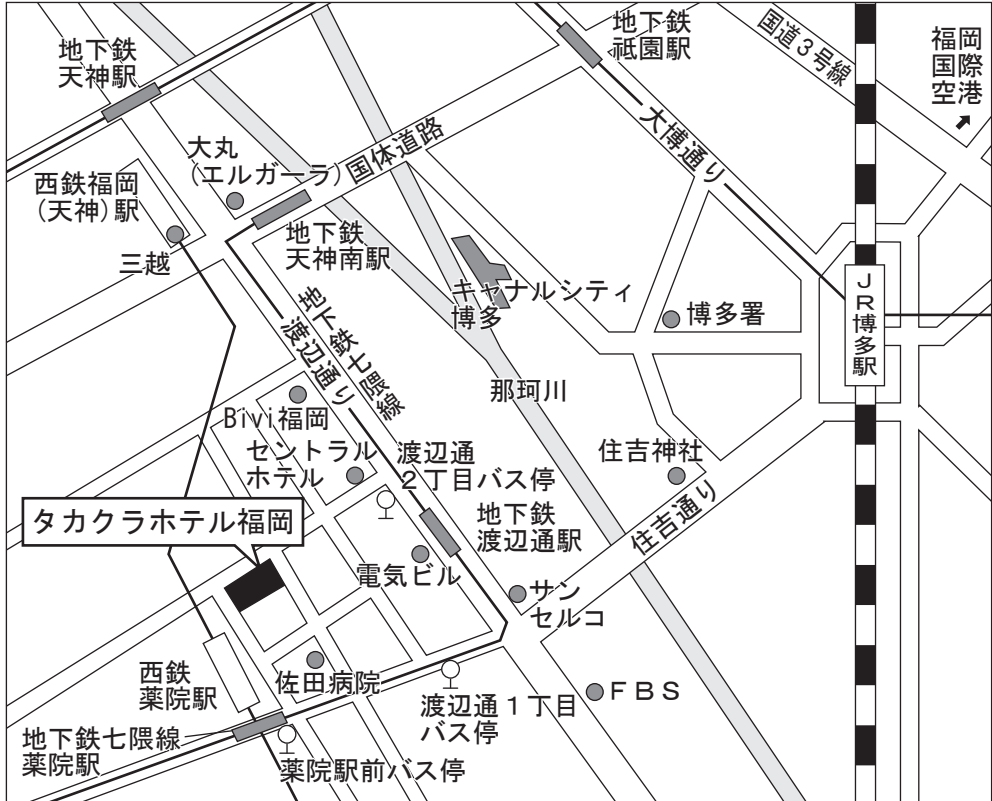 地下鉄
天神駅
地下鉄
祗園駅
国道3号線
福岡
国際
空港
大丸
(エルガーラ)
国体道路
大博通り
西鉄福岡
(天神)駅
三越
地下鉄
天神南駅
キャナルシティ
博多
博多署
JR博多駅
地下鉄七隈線
渡辺通り
那珂川
Bivi福岡
セントラル
ホテル
渡辺通
2丁目バス停
住吉神社
住吉通り
タカクラホテル福岡
地下鉄
渡辺通駅
電気ビル
サン
セルコ
西鉄
薬院駅
佐田病院
渡辺通1丁目
バス停
FBS
地下鉄七隈線
薬院駅
薬院駅前バス停